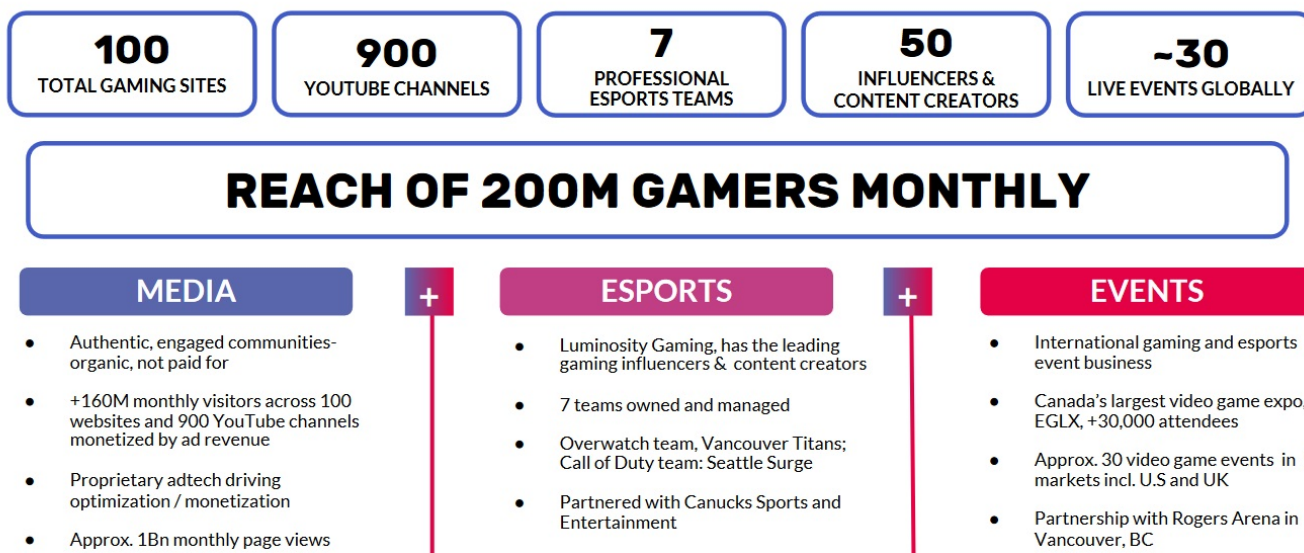 100
TOTAL GAMING SITES
900
YOUTUBE CHANNELS
7
PROFESSIONAL
ESPORTS TEAMS
50
INFLUENCERS &
CONTENT CREATORS
~30
LIVE EVENTS GLOBALLY
REACH OF 200M GAMERS MONTHLY
MEDIA
● Authentic, engaged communities-
organic, not paid for
● +160M monthly visitors across 100
websites and 900 YouTube channels
monetized by ad revenue
● Proprietary adtech driving
optimization / monetization
● Approx. 1Bn monthly page views
+
ESPORTS
● Luminosity Gaming, has the leading
gaming influencers & content creators
● 7 teams owned and managed
● Overwatch team, Vancouver Titans;
Call of Duty team: Seattle Surge
● Partnered with Canucks Sports and
Entertainment
+
EVENTS
● International gaming and esports
event business
● Canada's largest video game expo,
EGLX, +30,000 attendees
● Approx. 30 video game events in
markets incl. U.S and UK
● Partnership with Rogers Arena in
Vancouver, BC